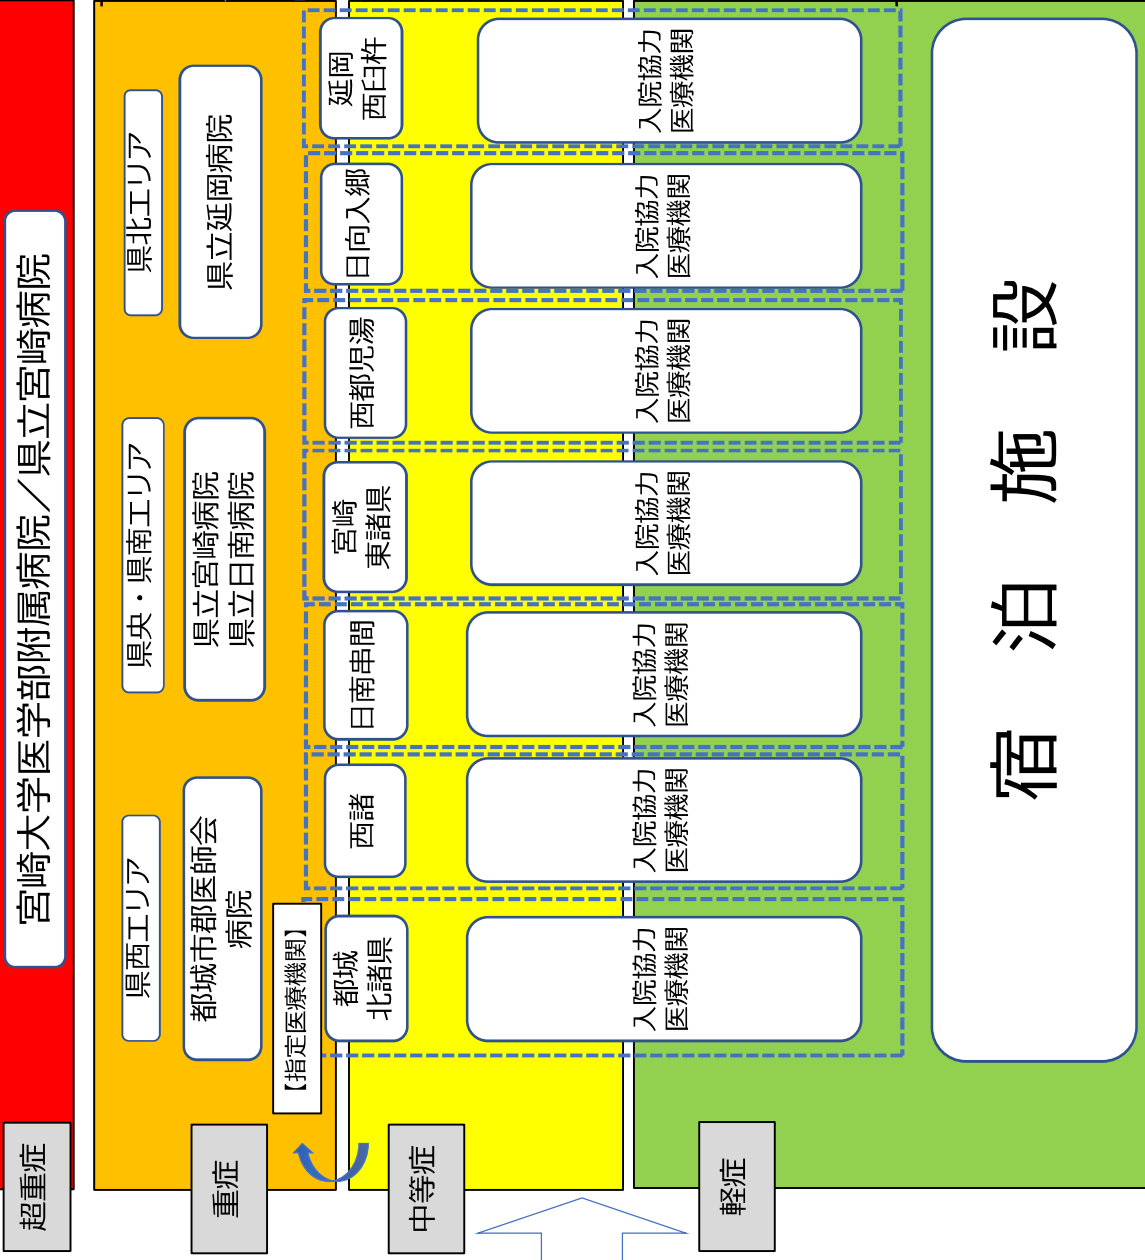 超重症
宮崎大学医学部附属病院／県立宮崎病院
重症
県西エリア
県央・県南エリア
県北エリア
都城市郡医師会
病院
県立宮崎病院
県立日南病院
県立延岡病院
【指定医療機関】
都城
北諸県
西諸
日南串間
宮崎
東諸県
西都児湯
日向入郷
延岡
西臼杵
中等症
入院協力
医療機関
入院協力
医療機関
入院協力
医療機関
入院協力
医療機関
入院協力
医療機関
入院協力
医療機関
入院協力
医療機関
軽症
宿泊施設